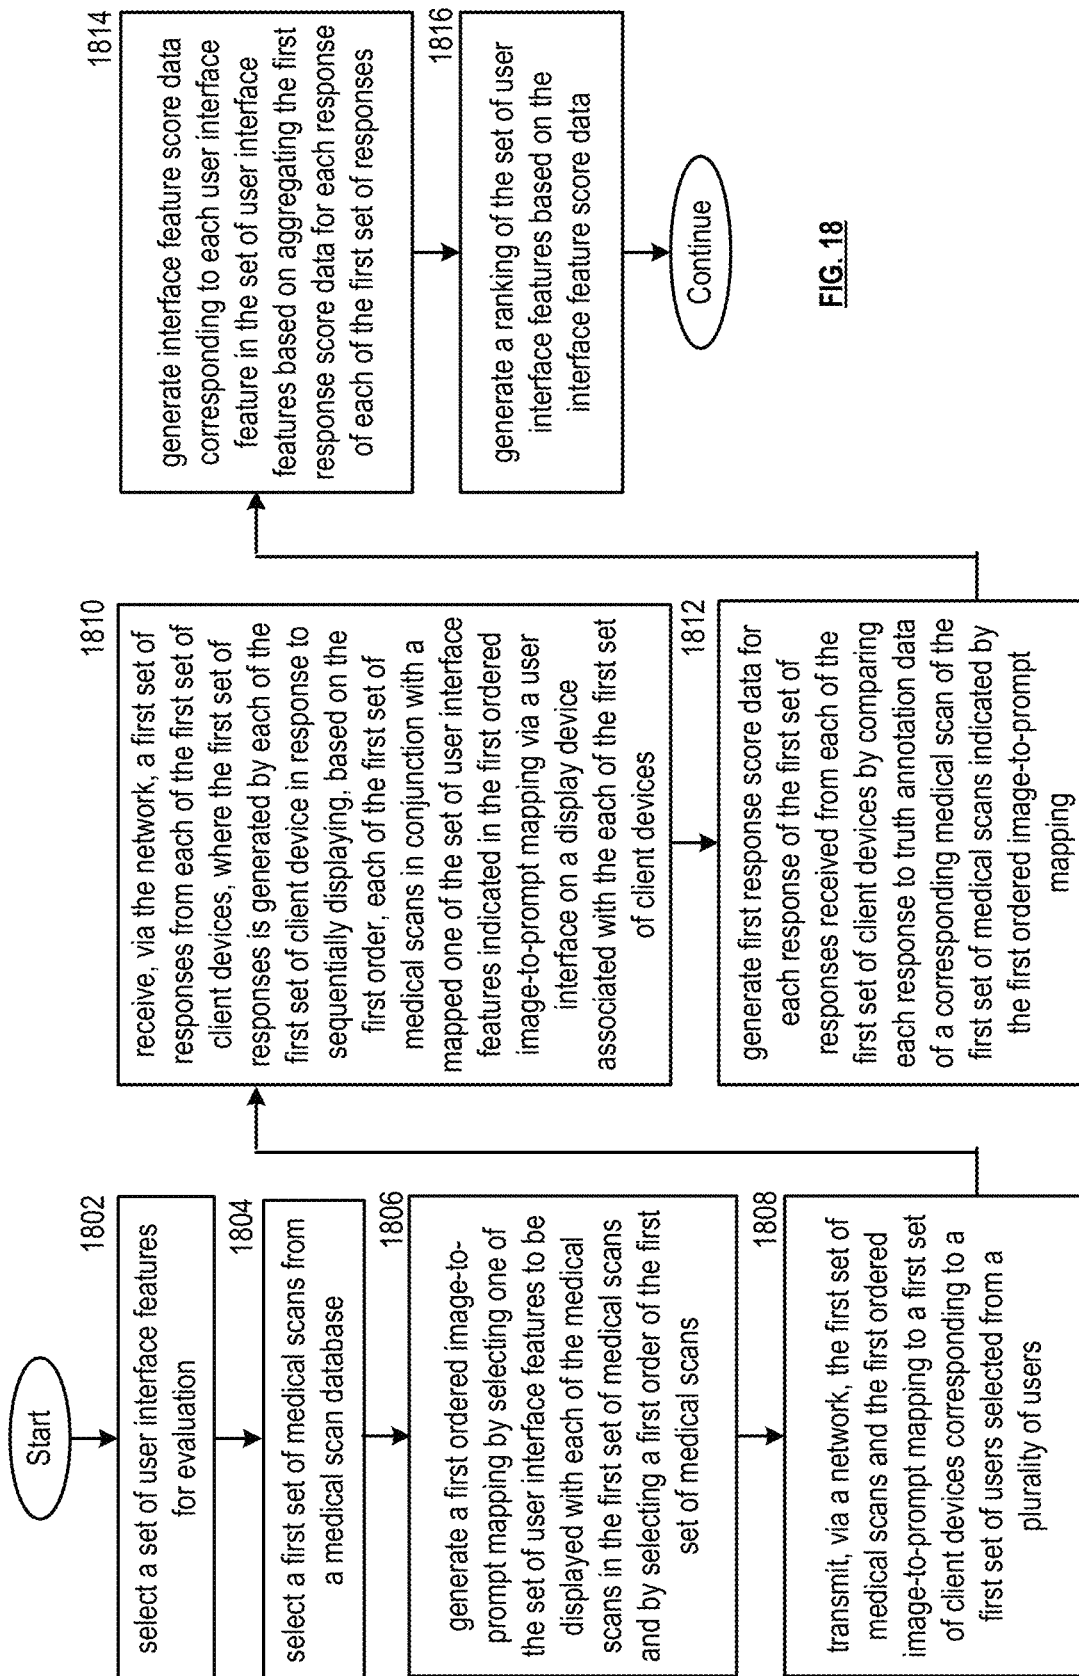 Start
1802
select a set of user interface features
for evaluation
1804
select a first set of medical scans from
a medical scan database
1806
generate a first ordered image-to-
prompt mapping by selecting one of
the set of user interface features to be
displayed with each of the medical
scans in the first set of medical scans
and by selecting a first order of the first
set of medical scans
1808
transmit, via a network, the first set of
medical scans and the first ordered
image-to-prompt mapping to a first set
of client devices corresponding to a
first set of users selected from a
plurality of users
1810
receive, via the network, a first set of
responses from each of the first set of
client devices, where the first set of
responses is generated by each of the
first set of client device in response to
sequentially displaying, based on the
first order, each of the first set of
medical scans in conjunction with a
mapped one of the set of user interface
features indicated in the first ordered
image-to-prompt mapping via a user
interface on a display device
associated with the each of the first set
of client devices
1812
generate first response score data for
each response of the first set of
responses received from each of the
first set of client devices by comparing
each response to truth annotation data
of a corresponding medical scan of the
first set of medical scans indicated by
the first ordered image-to-prompt
mapping
1814
generate interface feature score data
corresponding to each user interface
feature in the set of user interface
features based on aggregating the first
response score data for each response
of each of the first set of responses
1816
generate a ranking of the set of user
interface features based on the
interface feature score data
Continue
FIG. 18